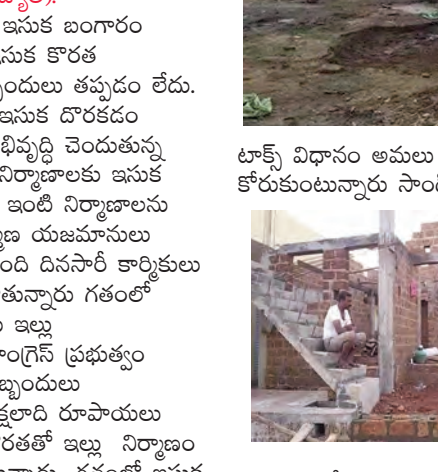 ఇసుక బంగారం
సుక కొరత
బ్బందులు తప్పడం లేదు.
ఇసుక దొరకడం
భివృద్ధి చెందుతున్న
నిర్మాణాలకు ఇసుక
ఇంటి నిర్మాణాలను
యజమానులు
ంది దినసారీ కార్మికులు
తున్నారు గతంలో
ఇల్లు
ంగ్రెస్ ప్రభుత్వం
బ్బందులు
క్షలాది రూపాయలు
రతతో ఇల్లు నిర్మాణం
టాక్స్ విధానం అమలు
కోరుకుంటున్నారు